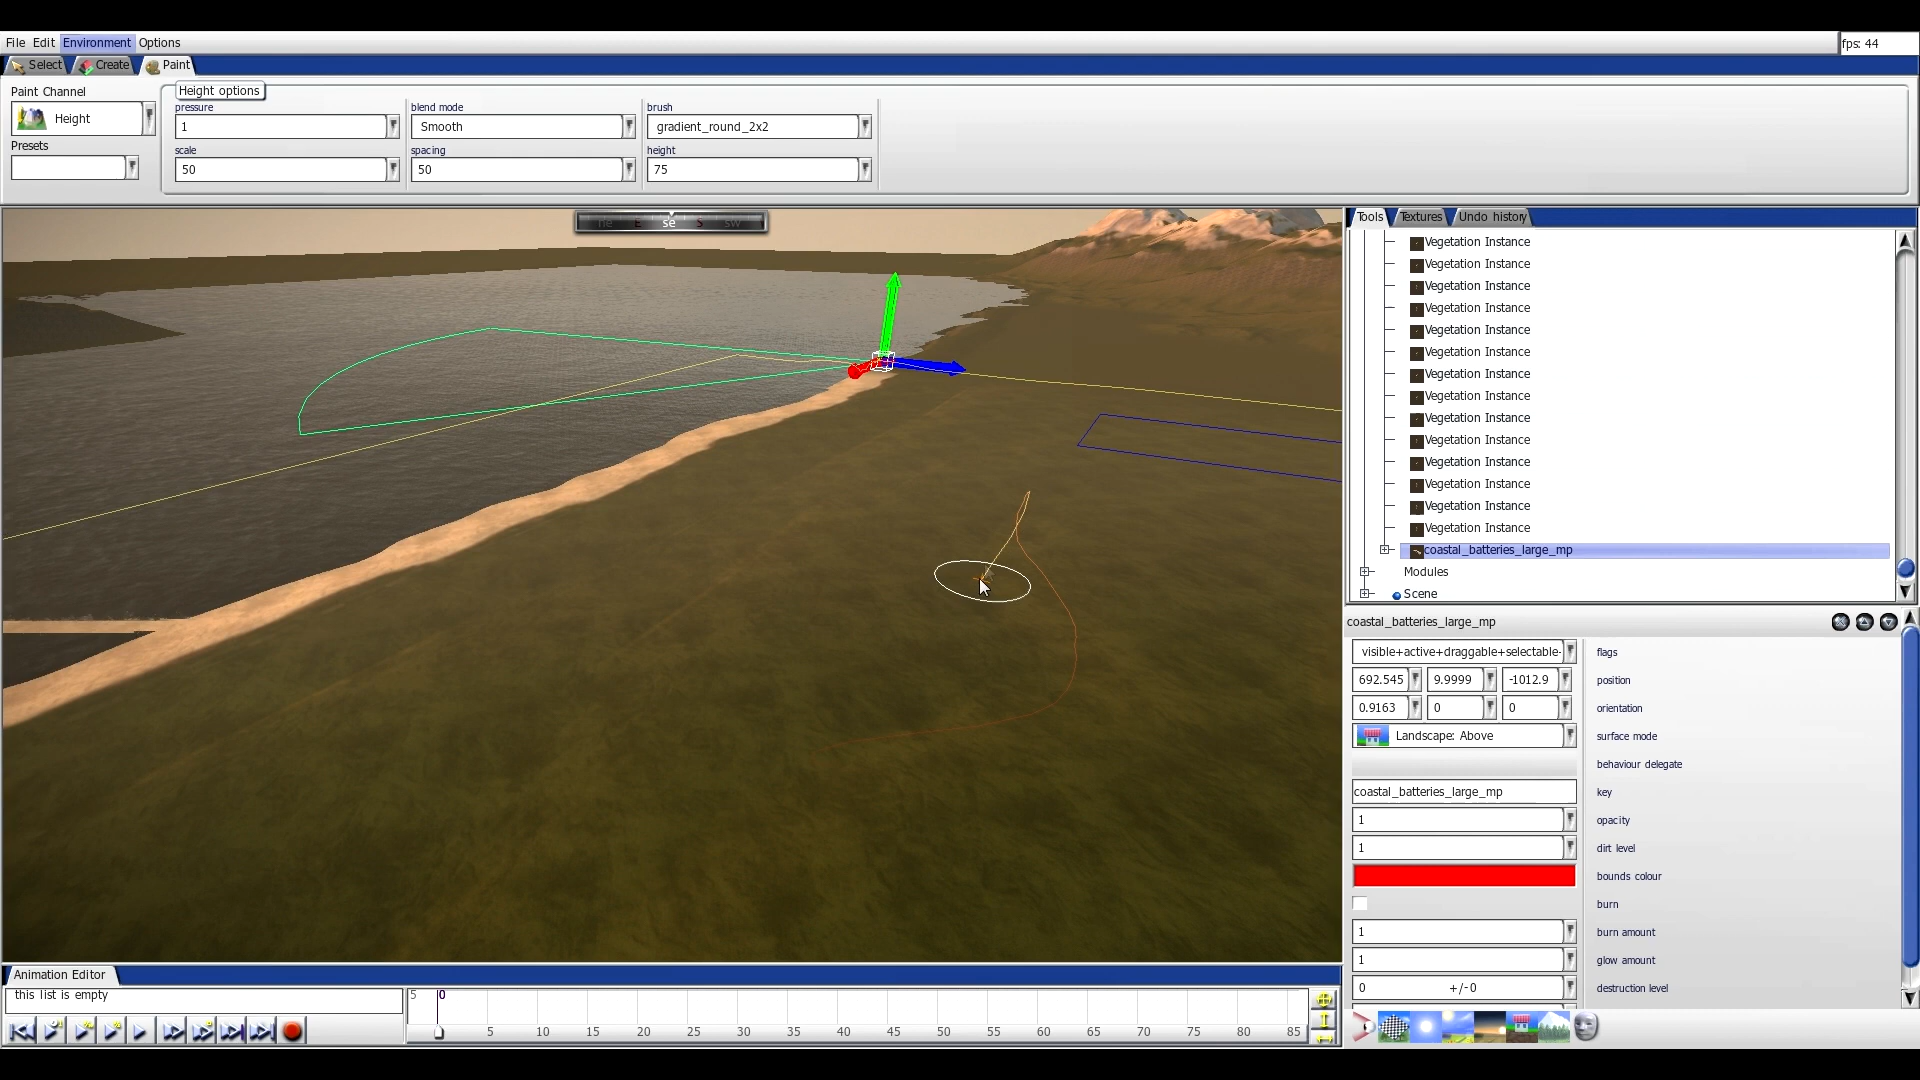 File Edit Environment Options
fps: 44
Select Create Paint
Paint Channel
Height
Presets
Height options
pressure
1
blend mode
Smooth
brush
gradient_round_2x2
scale
50
spacing
50
height
75
E se S sw
Tools Textures Undo history
Vegetation Instance
Vegetation Instance
Vegetation Instance
Vegetation Instance
Vegetation Instance
Vegetation Instance
Vegetation Instance
Vegetation Instance
Vegetation Instance
Vegetation Instance
Vegetation Instance
Vegetation Instance
Vegetation Instance
Vegetation Instance
coastal_batteries_large_mp
Modules
Scene
coastal_batteries_large_mp
visible+active+draggable+selectable- flags
692.545 9.9999 -1012.9 position
0.9163 0 0 orientation
Landscape: Above surface mode
behaviour delegate
coastal_batteries_large_mp key
1 opacity
1 dirt level
bounds colour
burn
1 burn amount
1 glow amount
0 +/-0 destruction level
Animation Editor
this list is empty
5 0
5 10 15 20 25 30 35 40 45 50 55 60 65 70 75 80 85